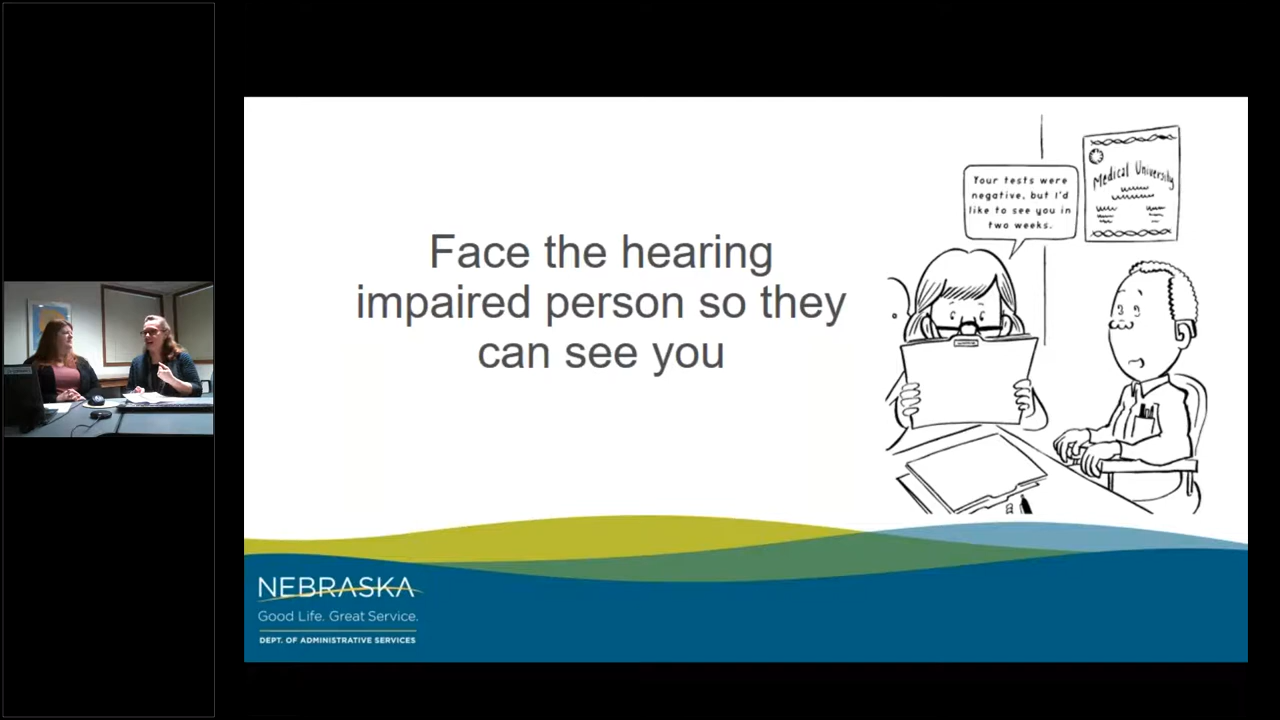 Face the hearing
impaired person so they
can see you
Your tests were
negative, but I'd
like to see you in
two weeks.
Medical University
NEBRASKA
Good Life. Great Service.
DEPT. OF ADMINISTRATIVE SERVICES